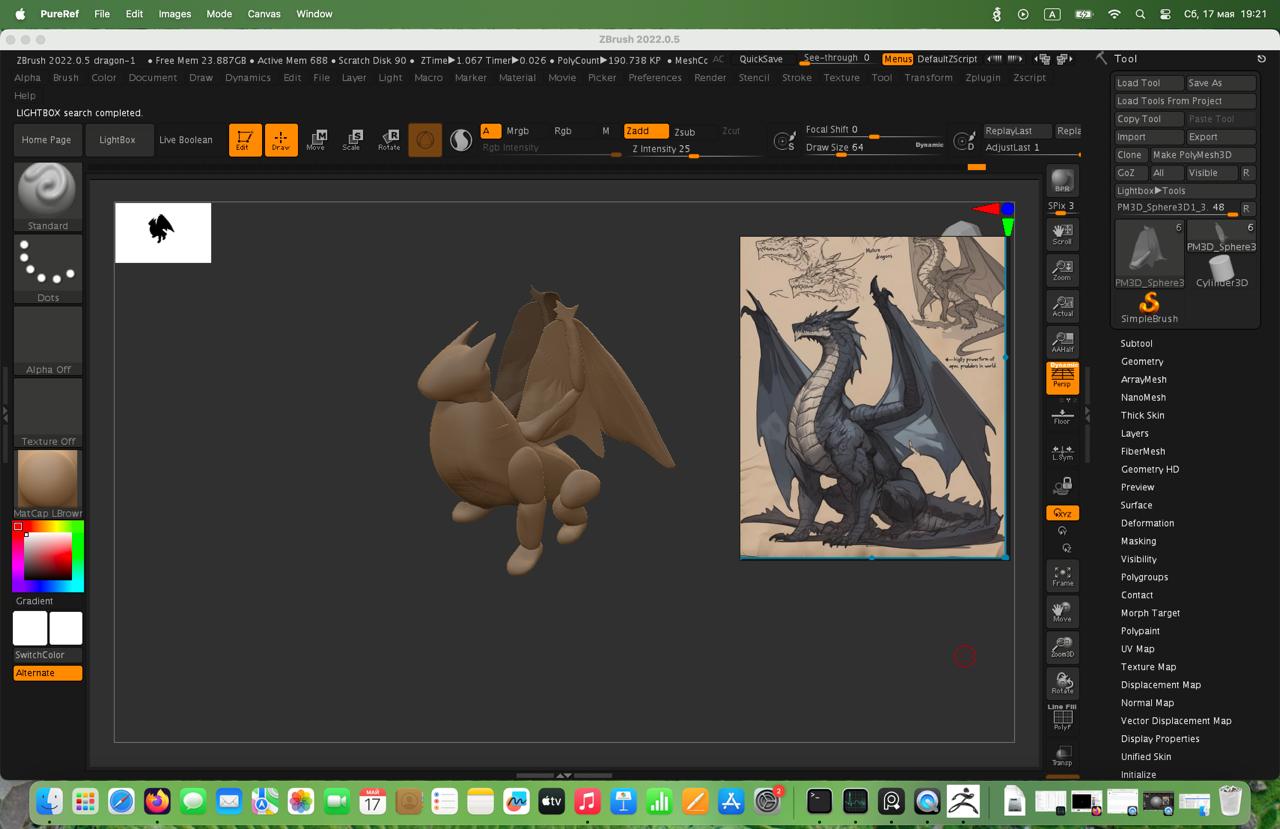 PureRef File Edit Images Mode Canvas Window A Сб, 17 мая 19:21
ZBrush 2022.0.5
ZBrush 2022.0.5 dragon-1 • Free Mem 23.887GB • Active Mem 688 • Scratch Disk 90 • ZTime▶1.067 Timer▶0.026 • PolyCount▶190.738 KP • MeshCc AC QuickSave See-through 0 Menus DefaultZScript Tool
Alpha Brush Color Document Draw Dynamics Edit File Layer Light Macro Marker Material Movie Picker Preferences Render Stencil Stroke Texture Tool Transform Zplugin Zscript
Help
LIGHTBOX search completed.
Home Page LightBox Live Boolean Edit Draw Move Scale Rotate A Mrgb Rgb M Zadd Zsub Zcut Focal Shift 0 ReplayLast Repla
Rgb Intensity Z Intensity 25 S Draw Size 64 Dynamic D AdjustLast 1
Load Tool Save As
Load Tools From Project
Copy Tool Paste Tool
Import Export
Clone Make PolyMesh3D
GoZ All Visible R
Lightbox▶Tools
PM3D_Sphere3D1_3. 48 R
6 6
PM3D_Sphere3
PM3D_Sphere3 Cylinder3D
SimpleBrush
Subtool
Geometry
ArrayMesh
NanoMesh
Thick Skin
Layers
FiberMesh
Geometry HD
Preview
Surface
Deformation
Masking
Visibility
Polygroups
Contact
Morph Target
Polypaint
UV Map
Texture Map
Displacement Map
Normal Map
Vector Displacement Map
Display Properties
Unified Skin
Initialize
Standard
Dots
Alpha Off
Texture Off
MatCap LBrown
Gradient
SwitchColor
Alternate
BPR
SPix 3
Scroll
Zoom
Actual
AAHalf
Dynamic
Persp
Floor
L.Sym
XYZ
Frame
Move
Zoom3D
Rotate
Line Fill
PolyF
Transp
Mature
dragons
apex predators in world.
МАЙ
17
tv
2